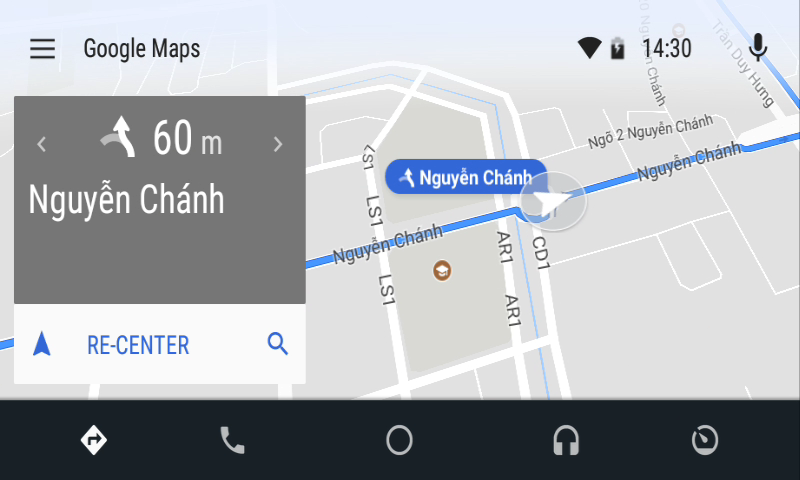 Google Maps
14:30
60 m
Nguyễn Chánh
RE-CENTER
20 Nguyễn Chánh
Trần Duy Hưng
Ngõ 2 Nguyễn Chánh
Nguyễn Chánh
Nguyễn Chánh
Nguyễn Chánh
LS1
LS1
LS1
AR1
AR1
CD1